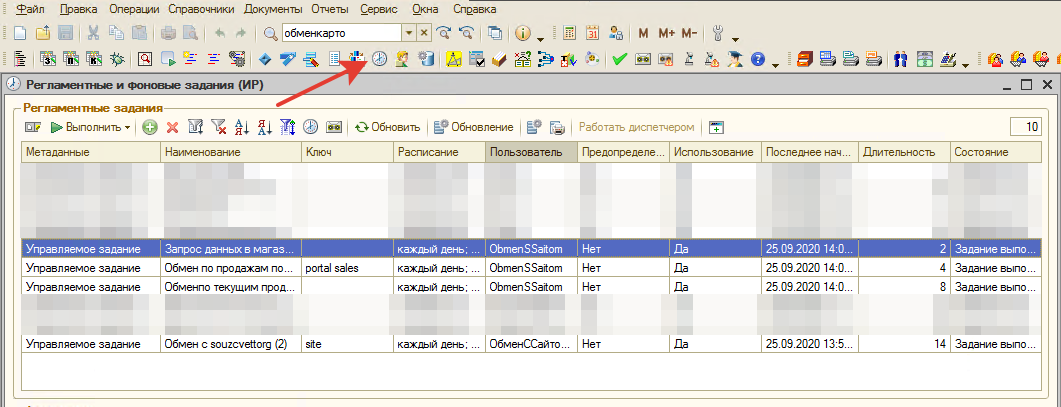 Файл Правка Операции Справочники Документы Отчеты Сервис Окна Справка
обменкарто M M+ M-
Регламентные и фоновые задания (ИР)
Регламентные задания
Выполнить Обновить Обновление Работать диспетчером 10
Метаданные Наименование Ключ Расписание Пользователь Предопределе... Использование Последнее нач... Длительность Состояние
Управляемое задание Запрос данных в магаз... каждый день; ... ObmenSSaitom Нет Да 25.09.2020 14:0... 2 Задание выпо...
Управляемое задание Обмен по продажам по... portal sales каждый день; ... ObmenSSaitom Нет Да 25.09.2020 14:0... 4 Задание выпо...
Управляемое задание Обменпо текущим прод... каждый день; ... ObmenSSaitom Нет Да 25.09.2020 14:0... 8 Задание выпо...
Управляемое задание Обмен с souzcvettorg (2) site каждый день; ... ОбменССайто... Нет Да 25.09.2020 13:5... 14 Задание выпо...